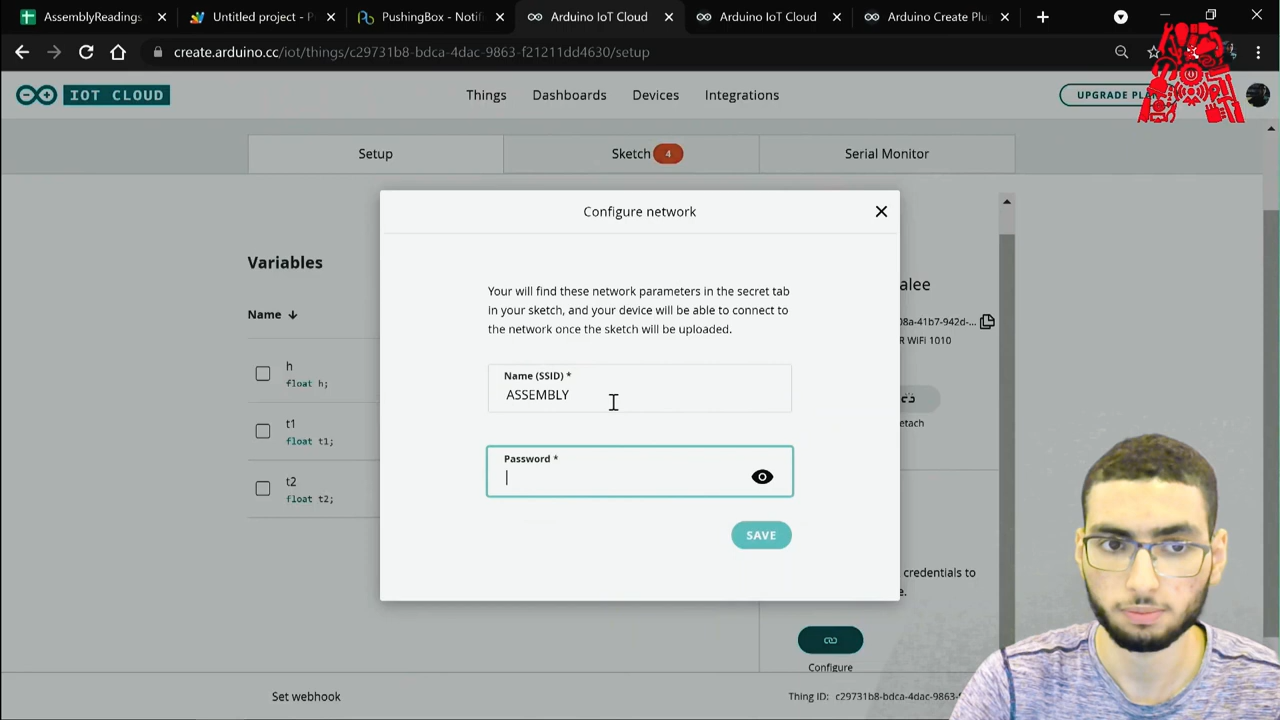 AssemblyReadings
Untitled project - P
PushingBox - Notifi
Arduino IoT Cloud
Arduino IoT Cloud
Arduino Create Plu
create.arduino.cc/iot/things/c29731b8-bdca-4dac-9863-f21211dd4630/setup
IOT CLOUD
Things
Dashboards
Devices
Integrations
UPGRADE PLA
Setup
Sketch 4
Serial Monitor
Configure network
Your will find these network parameters in the secret tab
in your sketch, and your device will be able to connect to
the network once the sketch will be uploaded.
Name (SSID) *
ASSEMBLY
Password *
SAVE
Variables
Name
h
float h;
t1
float t1;
t2
float t2;
alee
08a-41b7-942d-...
R WiFi 1010
etach
credentials to
e.
Configure
Set webhook
Thing ID: c29731b8-bdca-4dac-9863-